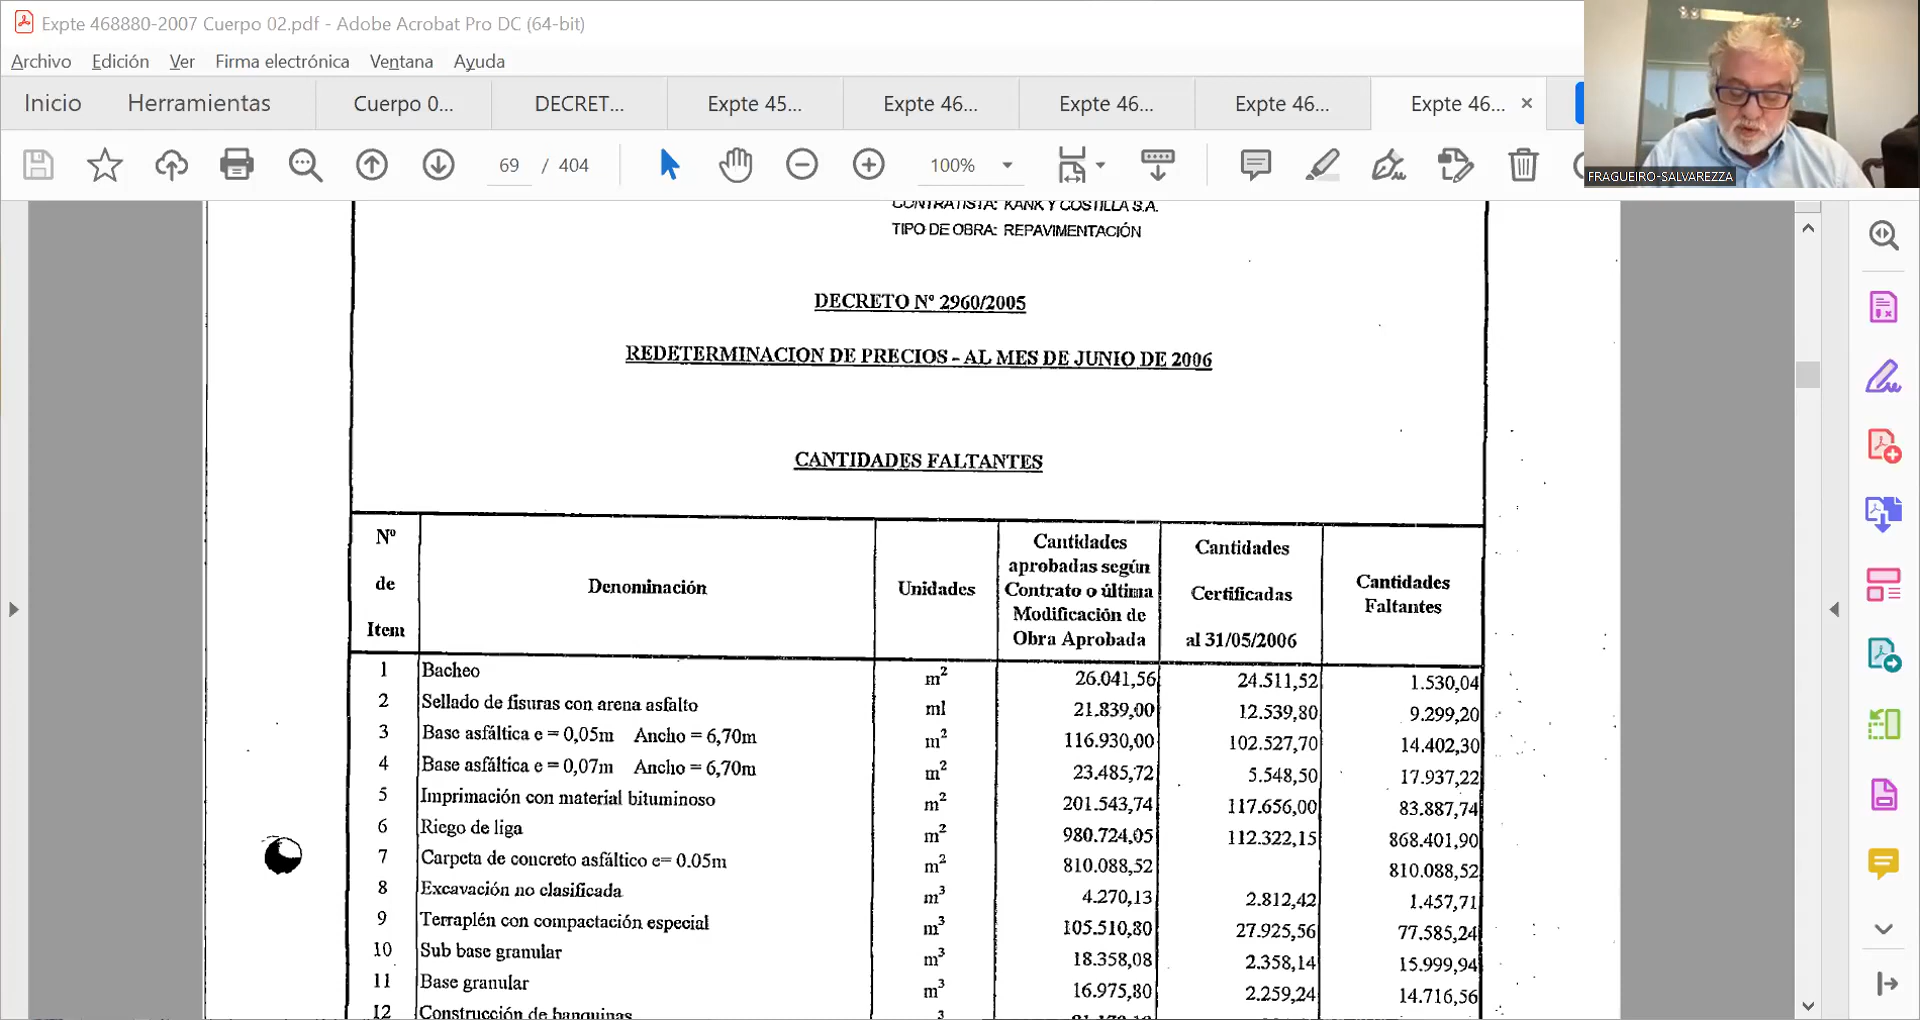 Expte 468880-2007 Cuerpo 02.pdf - Adobe Acrobat Pro DC (64-bit)
Archivo Edición Ver Firma electrónica Ventana Ayuda
Inicio Herramientas Cuerpo 0... DECRET... Expte 45... Expte 46... Expte 46... Expte 46... Expte 46... ×
69 / 404 100%
FRAGUEIRO-SALVAREZZA
CONTRATISTA: KANK Y COSTILLA S.A.
TIPO DE OBRA: REPAVIMENTACIÓN
DECRETO Nº 2960/2005
REDETERMINACION DE PRECIOS - AL MES DE JUNIO DE 2006
CANTIDADES FALTANTES
Nº de Item
Denominación
Unidades
Cantidades
aprobadas según
Contrato o última
Modificación de
Obra Aprobada
Cantidades
Certificadas
al 31/05/2006
Cantidades
Faltantes
1 Bacheo m² 26.041,56 24.511,52 1.530,04
2 Sellado de fisuras con arena asfalto ml 21.839,00 12.539,80 9.299,20
3 Base asfáltica e = 0,05m Ancho = 6,70m m² 116.930,00 102.527,70 14.402,30
4 Base asfáltica e = 0,07m Ancho = 6,70m m² 23.485,72 5.548,50 17.937,22
5 Imprimación con material bituminoso m² 201.543,74 117.656,00 83.887,74
6 Riego de liga m² 980.724,05 112.322,15 868.401,90
7 Carpeta de concreto asfáltico e= 0.05m m² 810.088,52 810.088,52
8 Excavación no clasificada m³ 4.270,13 2.812,42 1.457,71
9 Terraplén con compactación especial m³ 105.510,80 27.925,56 77.585,24
10 Sub base granular m³ 18.358,08 2.358,14 15.999,94
11 Base granular m³ 16.975,80 2.259,24 14.716,56
12 Construcción de banquinas